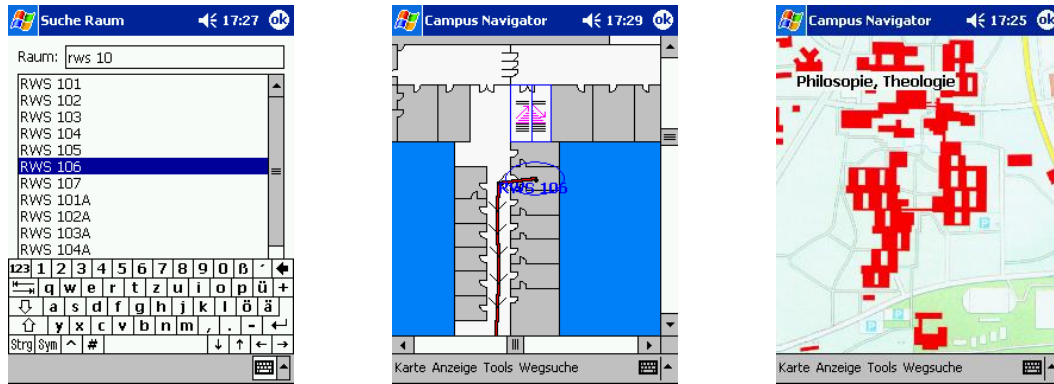 Suche Raum 17:27 ok
Raum: rws 10
RWS 101
RWS 102
RWS 103
RWS 104
RWS 105
RWS 106
RWS 107
RWS 101A
RWS 102A
RWS 103A
RWS 104A
123 1 2 3 4 5 6 7 8 9 0 ß ´
q w e r t z u i o p ü +
a s d f g h j k l ö ä
y x c v b n m , . -
Strg Sym ^ # ↓ ↑ ← →
Campus Navigator 17:29 ok
RWS 106
Karte Anzeige Tools Wegsuche
Campus Navigator 17:25 ok
Philosopie, Theologie
P
P
P
Karte Anzeige Tools Wegsuche